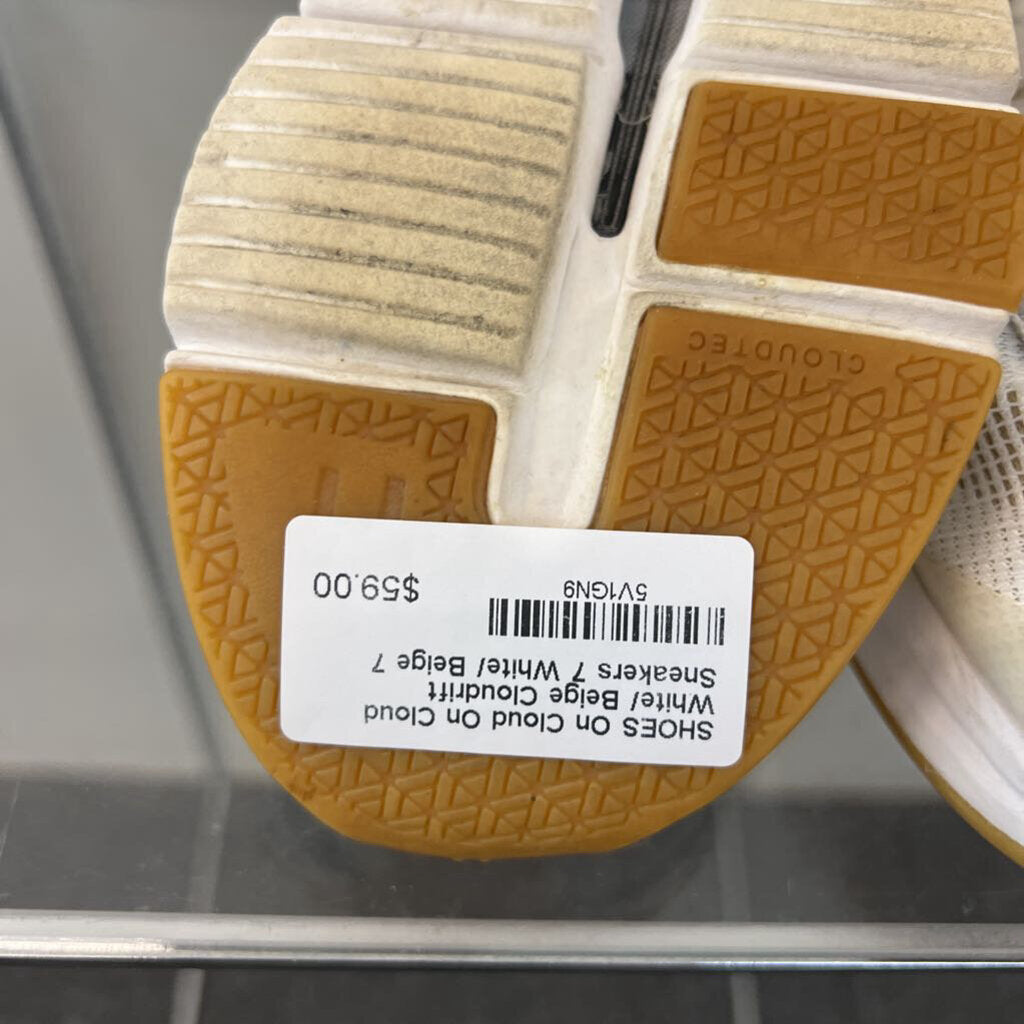 SHOES On Cloud On Cloud
White/ Beige Cloudrift
Sneakers 7 White/ Beige 7
5V1GN9
$59.00
CLOUDTEC